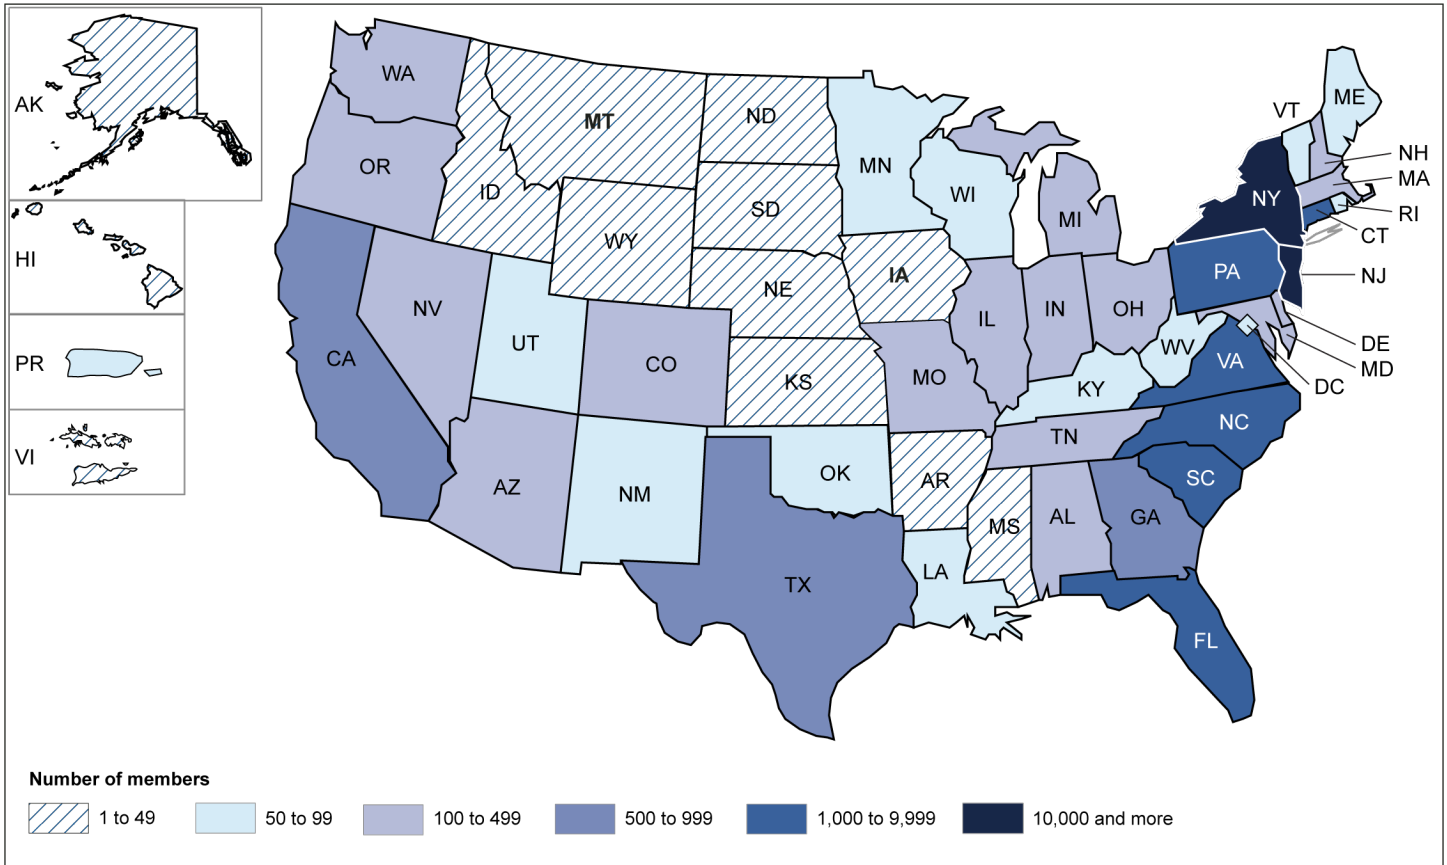 AK
HI
PR
VI
WA
OR
CA
NV
ID
MT
WY
UT
AZ
CO
NM
ND
SD
NE
KS
OK
TX
MN
IA
MO
AR
LA
WI
IL
MS
MI
IN
OH
KY
TN
AL
GA
FL
SC
NC
VA
WV
PA
NY
VT
ME
NH
MA
RI
CT
NJ
DE
MD
DC
Number of members
1 to 49
50 to 99
100 to 499
500 to 999
1,000 to 9,999
10,000 and more